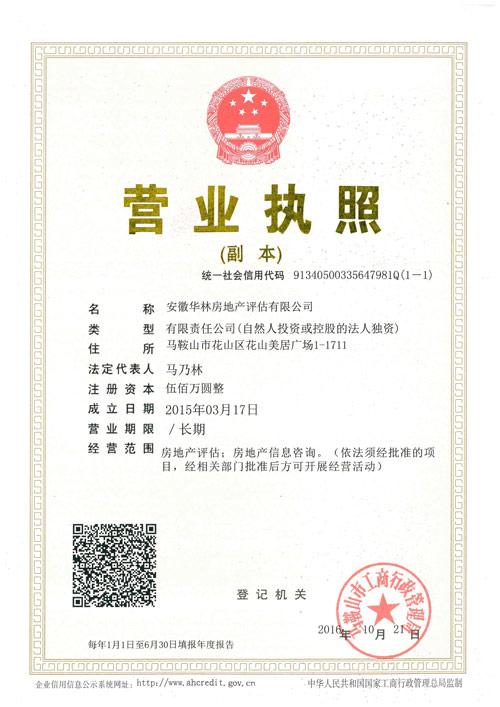 营业执照
(副 本)
统一社会信用代码 91340500335647981Q(1-1)
名 称 安徽华林房地产评估有限公司
类 型 有限责任公司(自然人投资或控股的法人独资)
住 所 马鞍山市花山区花山美居广场1-1711
法定代表人 马乃林
注册资本 伍佰万圆整
成立日期 2015年03月17日
营业期限 / 长期
经营范围 房地产评估；房地产信息咨询。（依法须经批准的项
目，经相关部门批准后方可开展经营活动）
登记机关
马鞍山市工商行政管理局
2016年 10月 21日
每年1月1日至6月30日填报年度报告
企业信用信息公示系统网址：http://www.ahcredit.gov.cn 中华人民共和国国家工商行政管理总局监制